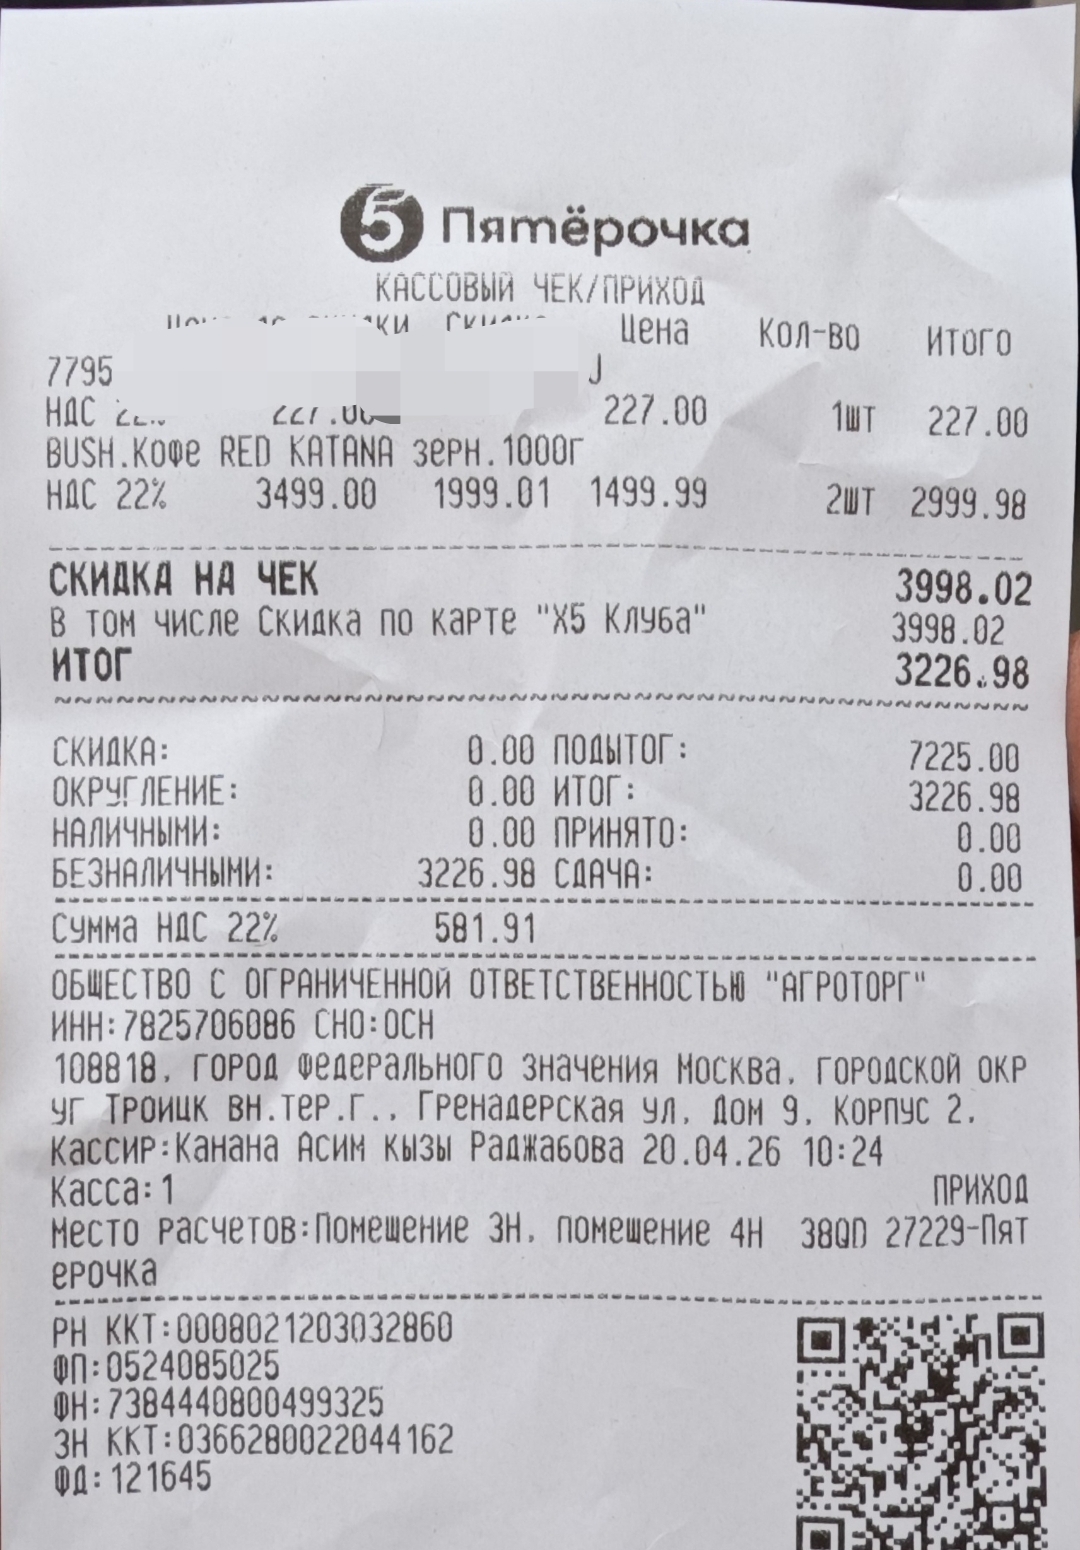 5 Пятёрочка
КАССОВЫЙ ЧЕК/ПРИХОД
Цена Кол-во Итого
7795
НДС 227.00 1шт 227.00
BUSH.Кофе RED KATANA зерн.1000г
НДС 22% 3499.00 1999.01 1499.99 2шт 2999.98
СКИДКА НА ЧЕК 3998.02
В том числе Скидка по карте "Х5 Клуба" 3998.02
ИТОГ 3226.98
СКИДКА: 0.00 ПОДЫТОГ: 7225.00
ОКРУГЛЕНИЕ: 0.00 ИТОГ: 3226.98
НАЛИЧНЫМИ: 0.00 ПРИНЯТО: 0.00
БЕЗНАЛИЧНЫМИ: 3226.98 СДАЧА: 0.00
Сумма НДС 22% 581.91
ОБЩЕСТВО С ОГРАНИЧЕННОЙ ОТВЕТСТВЕННОСТЬЮ "АГРОТОРГ"
ИНН:7825706086 СНО:ОСН
108818, ГОРОД Федерального значения Москва, ГОРОДСКОЙ ОКР
УГ ТРОИЦК вн.тер.г., Гренадерская ул, Дом 9, КОРПУС 2,
Кассир:Канана Асим кызы Раджабова 20.04.26 10:24
Касса:1 ПРИХОД
Место расчетов:Помещение 3Н, помещение 4Н 38QD 27229-Пят
ерочка
РН ККТ:0008021203032860
ФП:0524085025
ФН:7384440800499325
ЗН ККТ:0366280022044162
ФД:121645